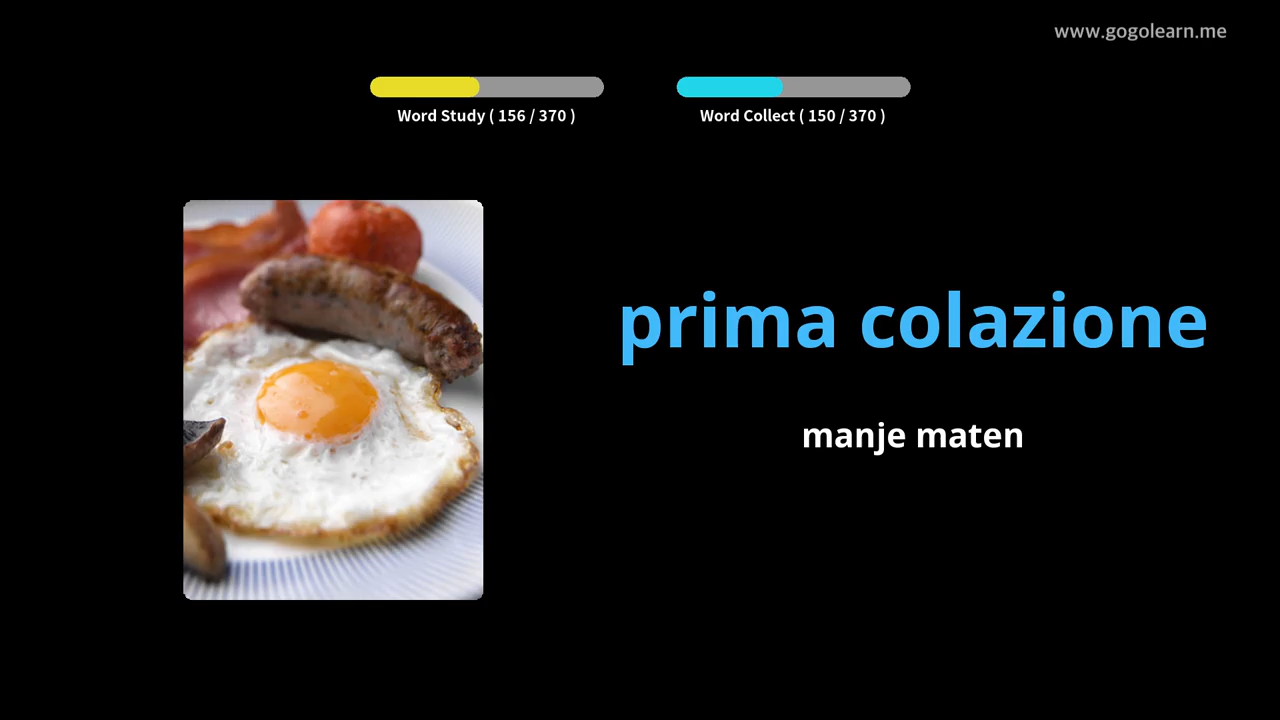 www.gogolearn.me
Word Study ( 156 / 370 )
Word Collect ( 150 / 370 )
prima colazione
manje maten